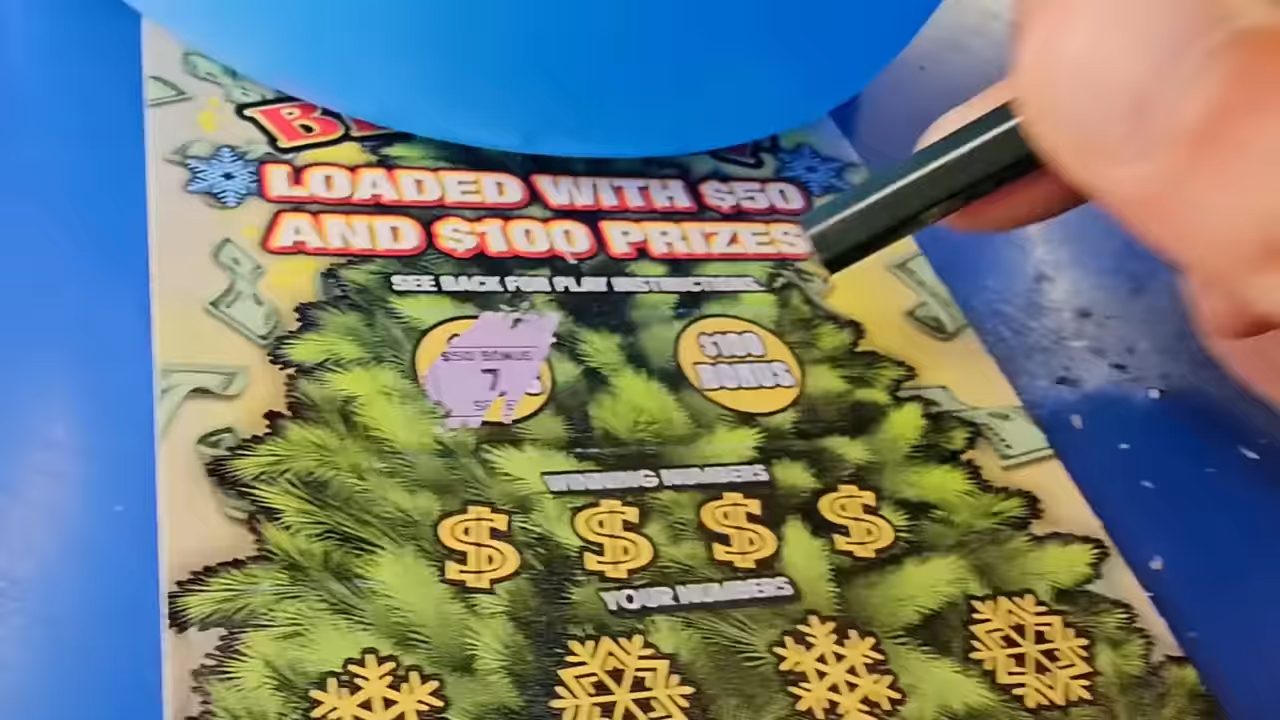 B
LOADED WITH $50
AND $100 PRIZES
SEE BACK FOR PLAY INSTRUCTIONS.
$50 BONUS
7
$100
BONUS
WINNING NUMBERS
$ $ $ $
YOUR NUMBERS